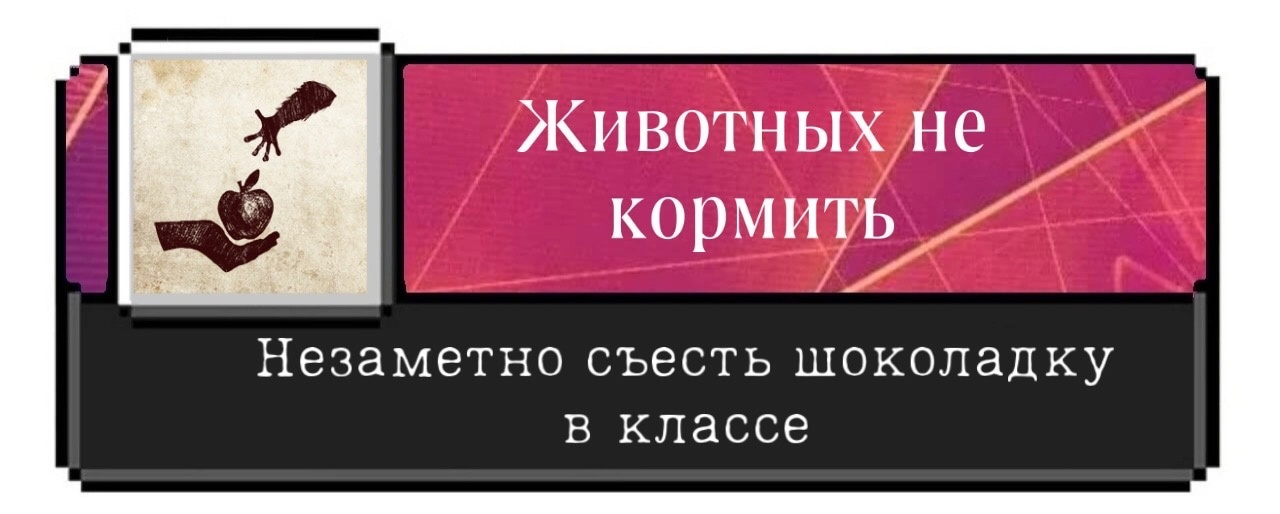 Животных не
кормить
Незаметно съесть шоколадку
в классе